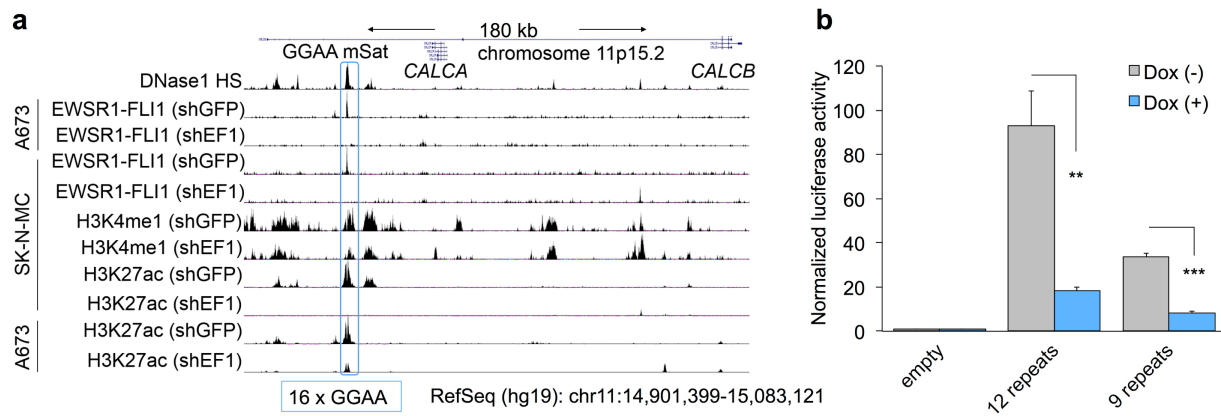 a
180 kb
GGAA mSat
chromosome 11p15.2
CALCA
CALCB
DNase1 HS
A673
EWSR1-FLI1 (shGFP)
EWSR1-FLI1 (shEF1)
SK-N-MC
EWSR1-FLI1 (shGFP)
EWSR1-FLI1 (shEF1)
H3K4me1 (shGFP)
H3K4me1 (shEF1)
H3K27ac (shGFP)
H3K27ac (shEF1)
A673
H3K27ac (shGFP)
H3K27ac (shEF1)
16 x GGAA
RefSeq (hg19): chr11:14,901,399-15,083,121
b
Normalized luciferase activity
120
100
80
60
40
20
0
Dox (-)
Dox (+)
**
***
empty
12 repeats
9 repeats